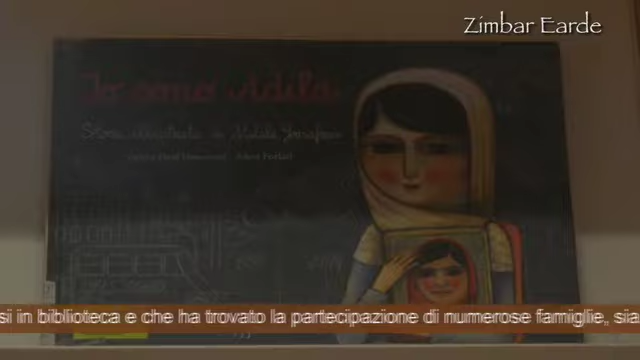 Zimbar Earde
Io sono Adila
Storia illustrata di Malala Yousafzai
si in biblioteca e che ha trovato la partecipazione di numerose famiglie, sia